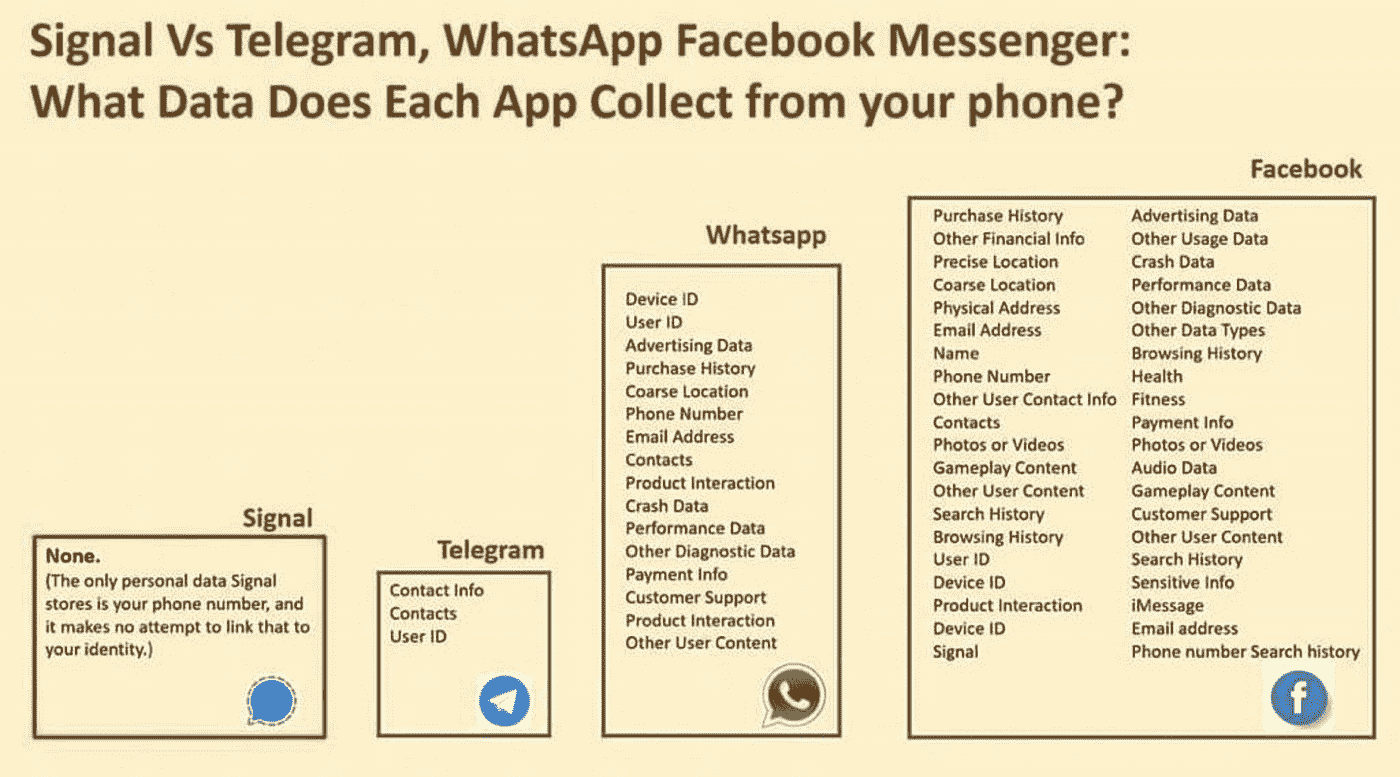 Signal Vs Telegram, WhatsApp Facebook Messenger:
What Data Does Each App Collect from your phone?
Signal
None.
(The only personal data Signal
stores is your phone number, and
it makes no attempt to link that to
your identity.)
Telegram
Contact Info
Contacts
User ID
Whatsapp
Device ID
User ID
Advertising Data
Purchase History
Coarse Location
Phone Number
Email Address
Contacts
Product Interaction
Crash Data
Performance Data
Other Diagnostic Data
Payment Info
Customer Support
Product Interaction
Other User Content
Facebook
Purchase History
Other Financial Info
Precise Location
Coarse Location
Physical Address
Email Address
Name
Phone Number
Other User Contact Info
Contacts
Photos or Videos
Gameplay Content
Other User Content
Search History
Browsing History
User ID
Device ID
Product Interaction
Device ID
Signal
Advertising Data
Other Usage Data
Crash Data
Performance Data
Other Diagnostic Data
Other Data Types
Browsing History
Health
Fitness
Payment Info
Photos or Videos
Audio Data
Gameplay Content
Customer Support
Other User Content
Search History
Sensitive Info
iMessage
Email address
Phone number Search history
f